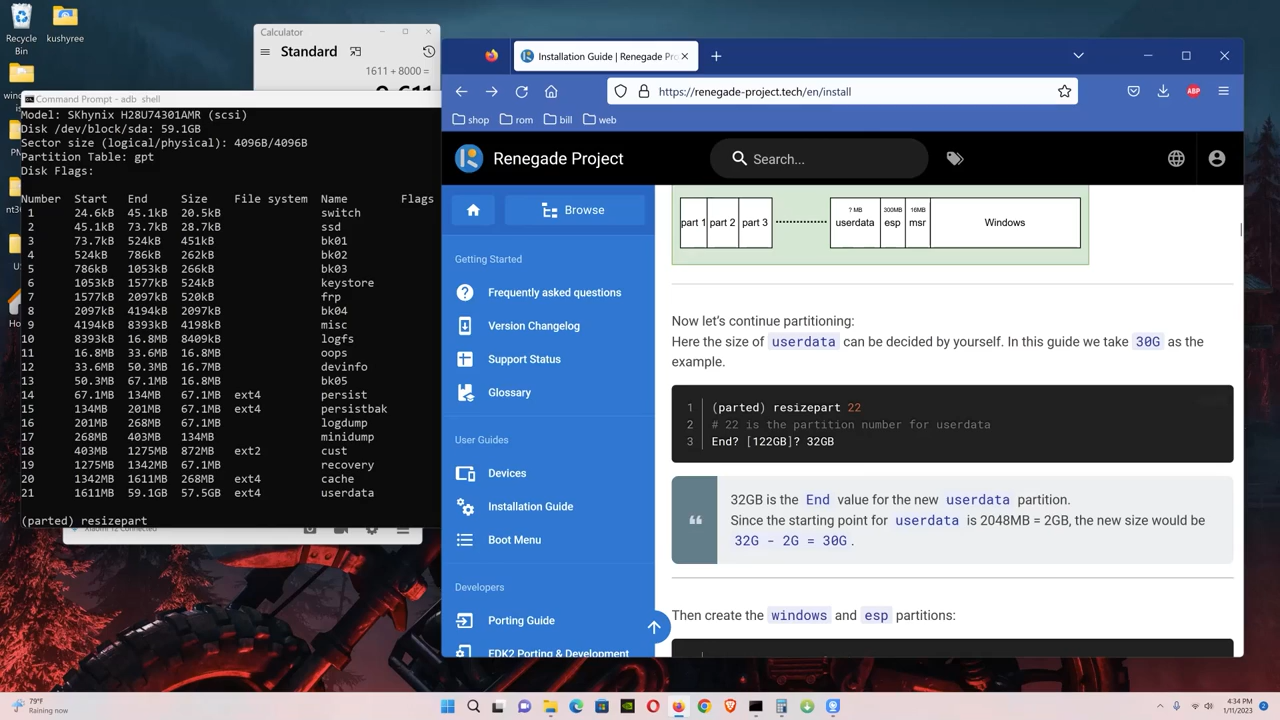 Recycle Bin
kushyree
Calculator
Standard
1611 + 8000 =
Command Prompt - adb shell
Model: SKhynix H28U74301AMR (scsi)
Disk /dev/block/sda: 59.1GB
Sector size (logical/physical): 4096B/4096B
Partition Table: gpt
Disk Flags:
Number Start End Size File system Name Flags
1 24.6kB 45.1kB 20.5kB switch
2 45.1kB 73.7kB 28.7kB ssd
3 73.7kB 524kB 451kB bk01
4 524kB 786kB 262kB bk02
5 786kB 1053kB 266kB bk03
6 1053kB 1577kB 524kB keystore
7 1577kB 2097kB 520kB frp
8 2097kB 4194kB 2097kB bk04
9 4194kB 8393kB 4198kB misc
10 8393kB 16.8MB 8409kB logfs
11 16.8MB 33.6MB 16.8MB oops
12 33.6MB 50.3MB 16.7MB devinfo
13 50.3MB 67.1MB 16.8MB bk05
14 67.1MB 134MB 67.1MB ext4 persist
15 134MB 201MB 67.1MB ext4 persistbak
16 201MB 268MB 67.1MB logdump
17 268MB 403MB 134MB minidump
18 403MB 1275MB 872MB ext2 cust
19 1275MB 1342MB 67.1MB recovery
20 1342MB 1611MB 268MB ext4 cache
21 1611MB 59.1GB 57.5GB ext4 userdata
(parted) resizepart
Installation Guide | Renegade Pro
https://renegade-project.tech/en/install
ABP
shop rom bill web
Renegade Project
Search...
Browse
Getting Started
Frequently asked questions
Version Changelog
Support Status
Glossary
User Guides
Devices
Installation Guide
Boot Menu
Developers
Porting Guide
EDK2 Porting & Development
? MB 300MB 16MB
part 1 part 2 part 3 userdata esp msr Windows
Now let's continue partitioning:
Here the size of userdata can be decided by yourself. In this guide we take 30G as the
example.
1 (parted) resizepart 22
2 # 22 is the partition number for userdata
3 End? [122GB]? 32GB
32GB is the End value for the new userdata partition.
Since the starting point for userdata is 2048MB = 2GB, the new size would be
32G - 2G = 30G .
Then create the windows and esp partitions:
79°F
Raining now
4:34 PM
1/11/2023
2